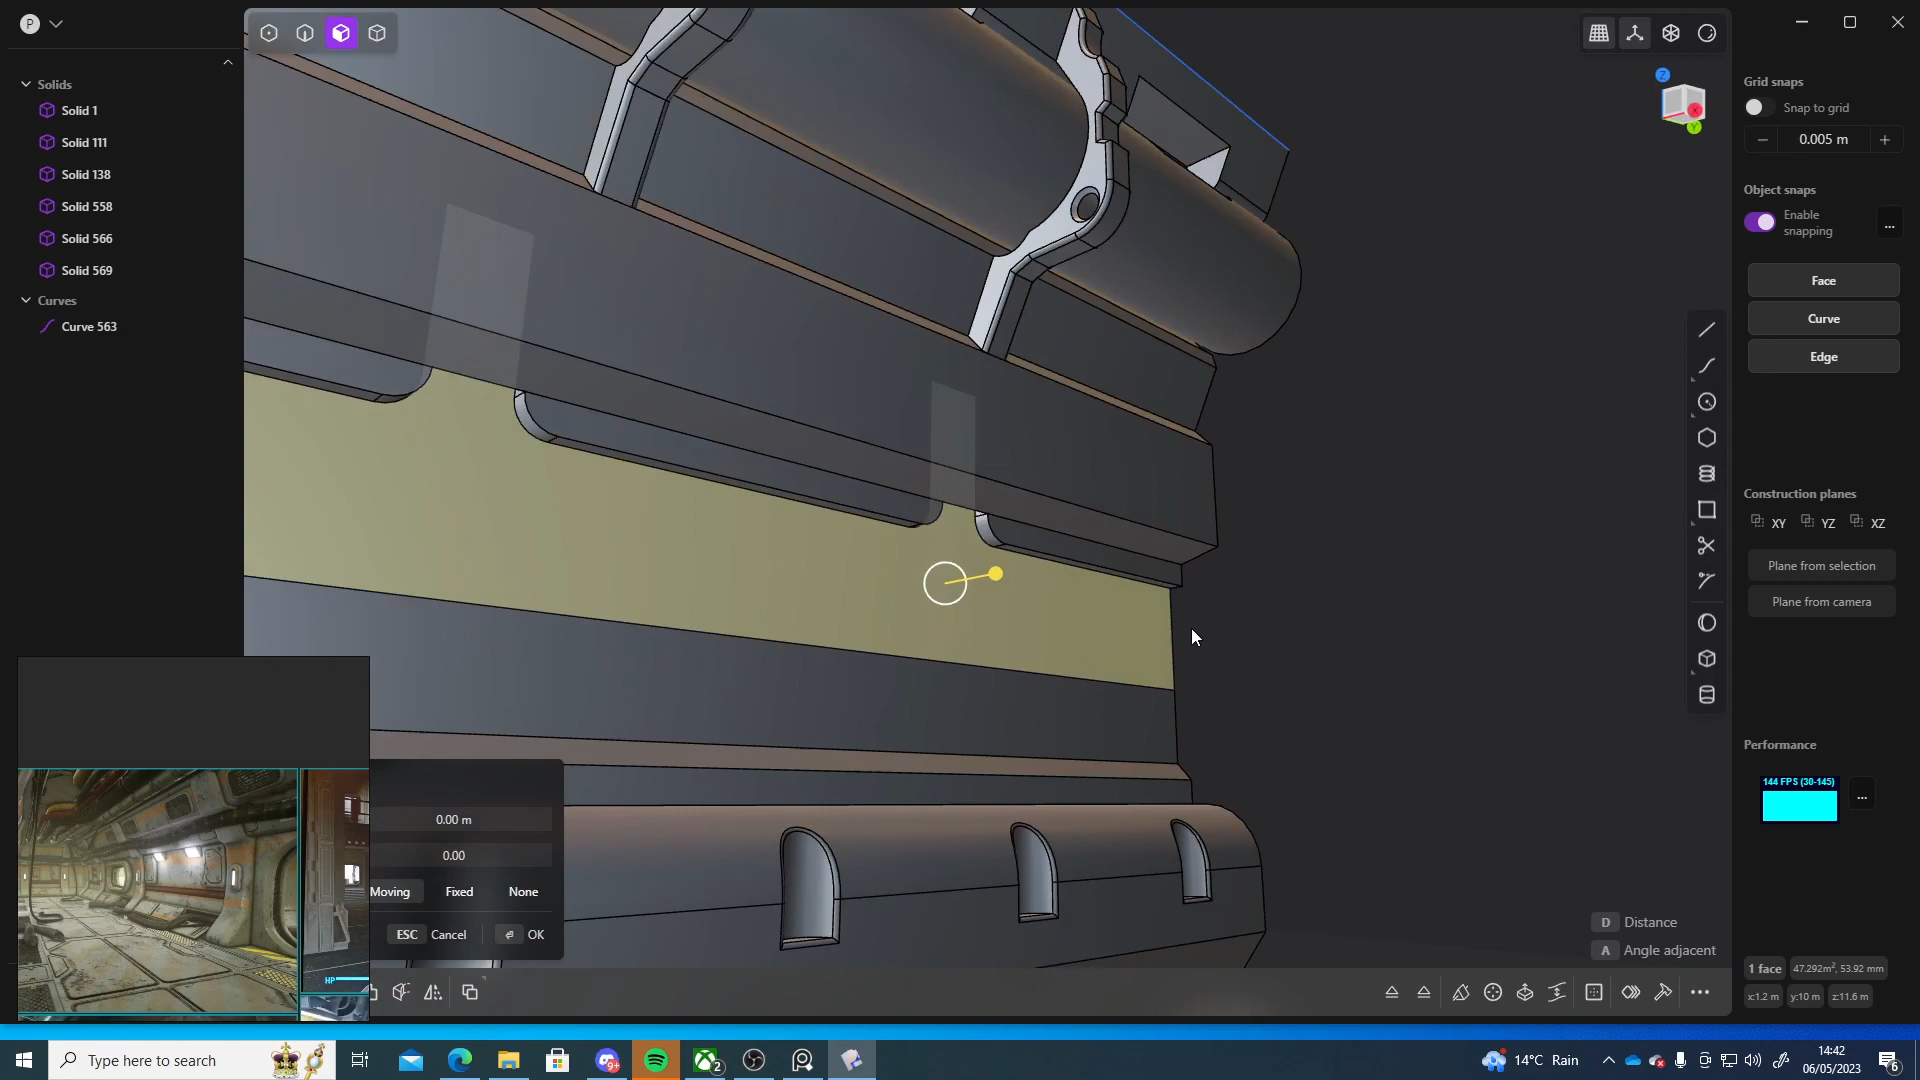 P
Solids
Solid 1
Solid 111
Solid 138
Solid 558
Solid 566
Solid 569
Curves
Curve 563
Z
X
Y
Grid snaps
Snap to grid
0.005 m
Object snaps
Enable
snapping
...
Face
Curve
Edge
Construction planes
XY YZ XZ
Plane from selection
Plane from camera
Performance
144 FPS (30-145)
...
0.00 m
0.00
Moving Fixed None
ESC Cancel OK
HP
D Distance
A Angle adjacent
1 face 47.292m², 53.92 mm
x:1.2 m y:10 m z:11.6 m
Type here to search
9+
2
14°C Rain
14:42
06/05/2023
6